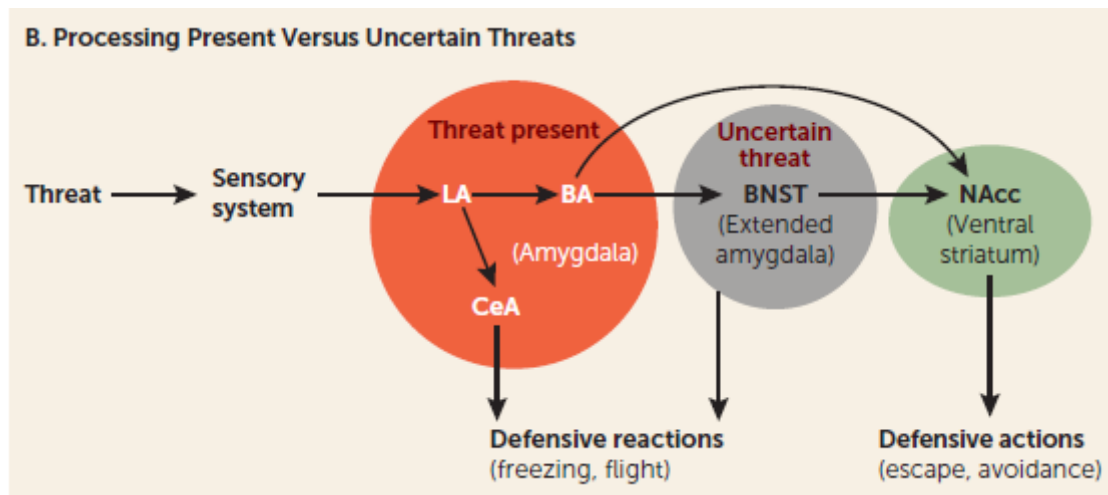 B. Processing Present Versus Uncertain Threats
Threat present
Uncertain
threat
Threat
Sensory
system
LA
BA
BNST
NAcc
(Amygdala)
(Extended
amygdala)
(Ventral
striatum)
CeA
Defensive reactions
(freezing, flight)
Defensive actions
(escape, avoidance)